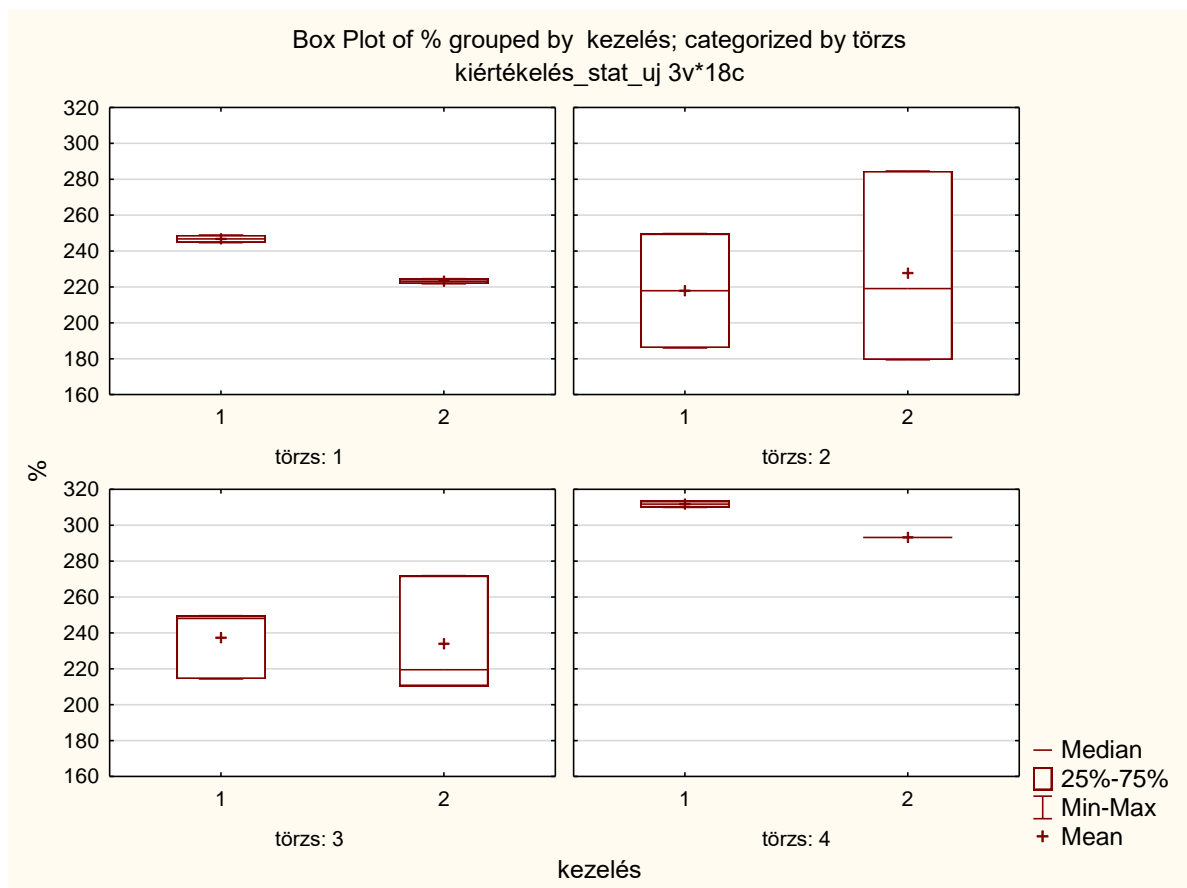 Box Plot of % grouped by kezelés; categorized by törzs
kiértékelés_stat_uj 3v*18c
320
300
280
260
240
220
200
180
160
1 2
törzs: 1
1 2
törzs: 2
%
320
300
280
260
240
220
200
180
160
1 2
törzs: 3
1 2
törzs: 4
kezelés
Median
25%-75%
Min-Max
Mean